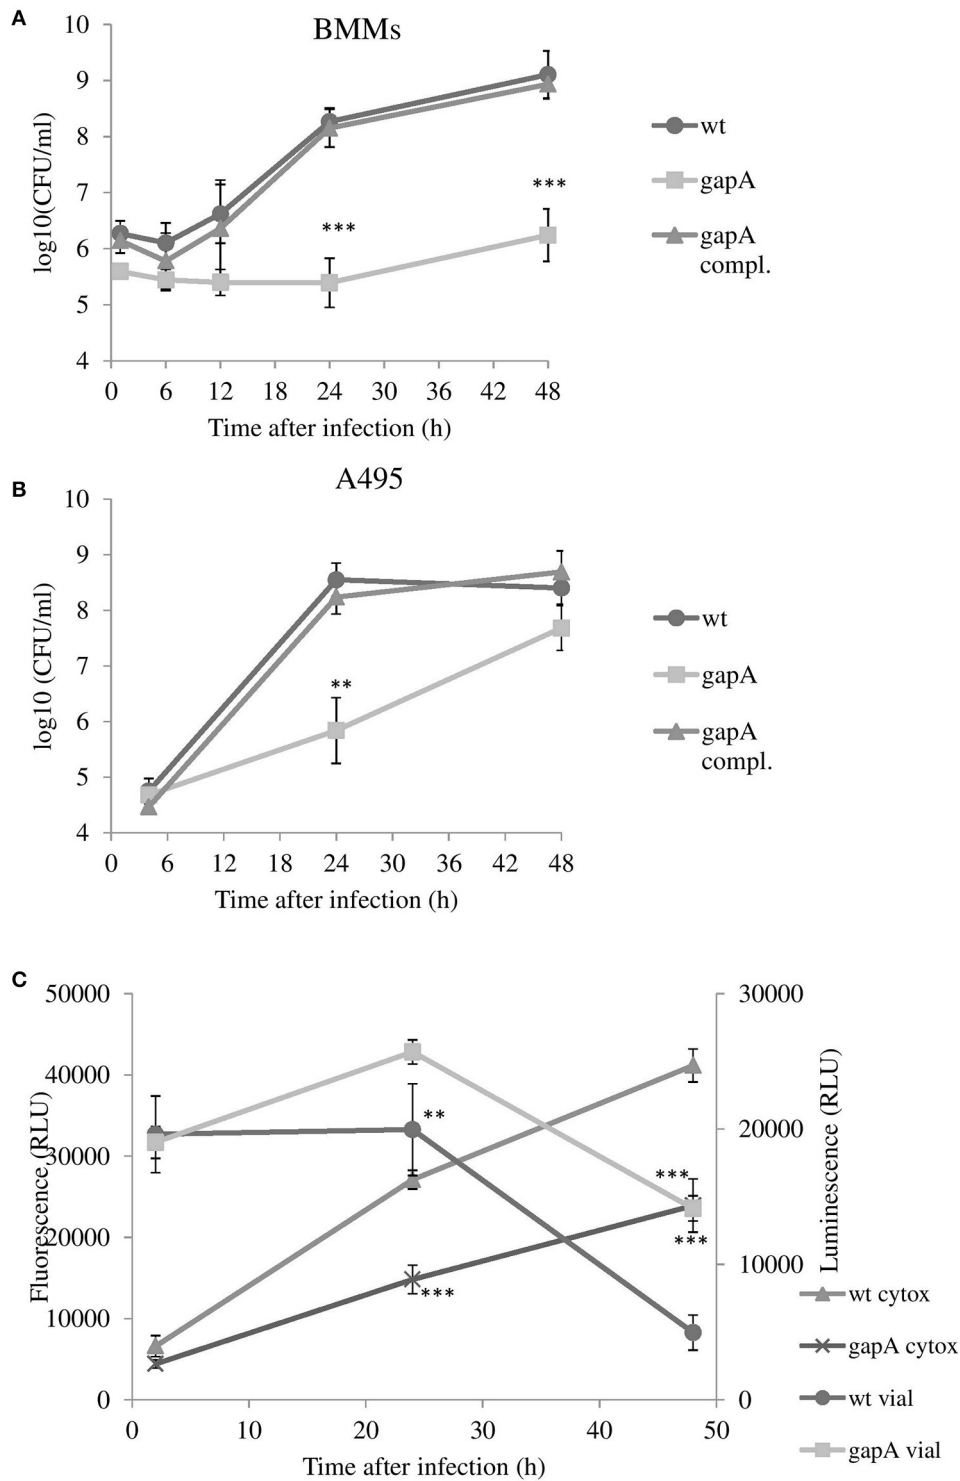 A
BMMs
10
9
8
7
6
5
4
log10(CFU/ml)
***
***
0 6 12 18 24 30 36 42 48
Time after infection (h)
wt
gapA
gapA
compl.
B
A495
10
9
8
7
6
5
4
log10 (CFU/ml)
**
0 6 12 18 24 30 36 42 48
Time after infection (h)
wt
gapA
gapA
compl.
C
50000
40000
30000
20000
10000
0
Fluorescence (RLU)
**
***
***
***
30000
20000
10000
0
Luminescence (RLU)
0 10 20 30 40 50
Time after infection (h)
wt cytox
gapA cytox
wt vial
gapA vial